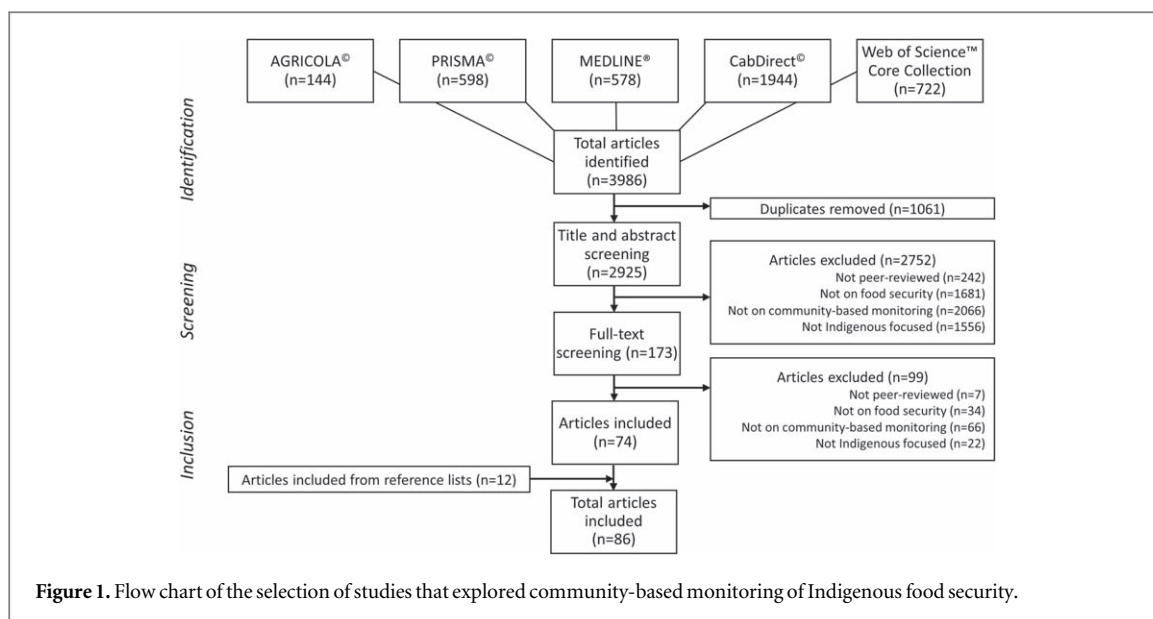 AGRICOLA©
(n=144)
PRISMA©
(n=598)
MEDLINE®
(n=578)
CabDirect©
(n=1944)
Web of Science™
Core Collection
(n=722)
Identification
Total articles
identified
(n=3986)
Duplicates removed (n=1061)
Screening
Title and abstract
screening
(n=2925)
Articles excluded (n=2752)
Not peer-reviewed (n=242)
Not on food security (n=1681)
Not on community-based monitoring (n=2066)
Not Indigenous focused (n=1556)
Full-text
screening (n=173)
Articles excluded (n=99)
Not peer-reviewed (n=7)
Not on food security (n=34)
Not on community-based monitoring (n=66)
Not Indigenous focused (n=22)
Inclusion
Articles included
(n=74)
Articles included from reference lists (n=12)
Total articles
included
(n=86)
Figure 1. Flow chart of the selection of studies that explored community-based monitoring of Indigenous food security.